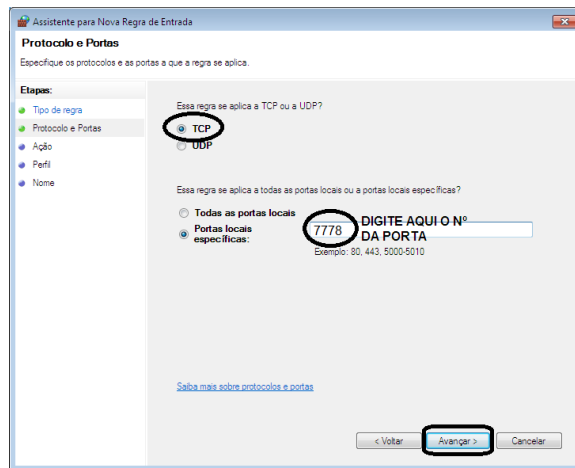 Assistente para Nova Regra de Entrada
Protocolo e Portas
Especifique os protocolos e as portas a que a regra se aplica.
Etapas:
Tipo de regra
Protocolo e Portas
Ação
Perfil
Nome
Essa regra se aplica a TCP ou a UDP?
TCP
UDP
Essa regra se aplica a todas as portas locais ou a portas locais específicas?
Todas as portas locais
Portas locais
específicas:
7778
DIGITE AQUI O Nº
DA PORTA
Exemplo: 80, 443, 5000-5010
Saiba mais sobre protocolos e portas
< Voltar
Avançar >
Cancelar